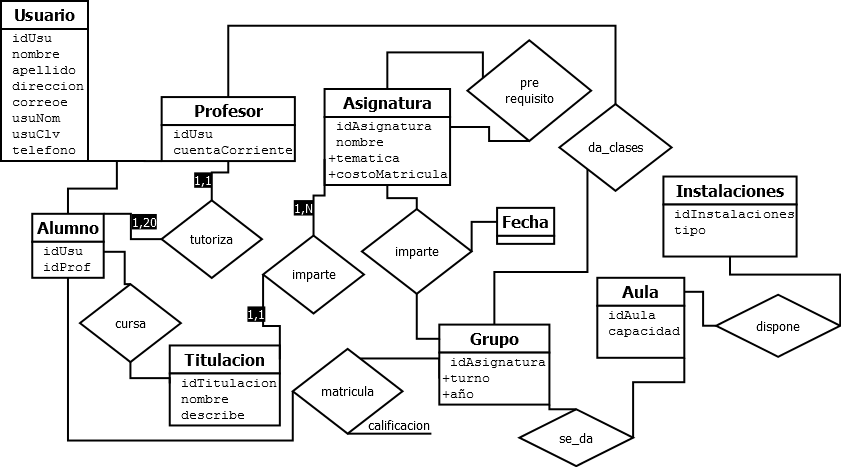 Usuario
idUsu
nombre
apellido
direccion
correoe
usuNom
usuClv
telefono
Profesor
idUsu
cuentaCorriente
Asignatura
idAsignatura
nombre
+tematica
+costoMatricula
pre
requisito
da_clases
Instalaciones
idInstalaciones
tipo
1,1
1,20
1,N
Alumno
idUsu
idProf
tutoriza
imparte
imparte
Fecha
Aula
idAula
capacidad
dispone
cursa
1,1
Titulacion
idTitulacion
nombre
describe
matricula
calificacion
Grupo
idAsignatura
+turno
+año
se_da